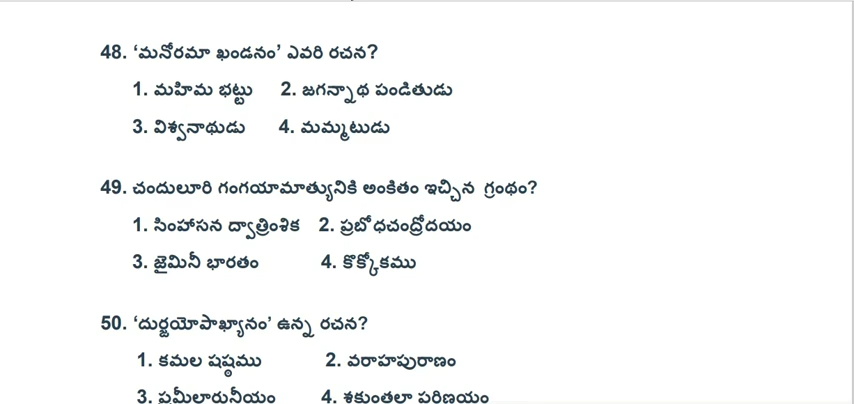 48. ‘మనోరమా ఖండనం’ ఎవరి రచన?
1. మహిమ భట్టు 2. జగన్నాథ పండితుడు
3. విశ్వనాథుడు 4. మమ్మటుడు
49. చందులూరి గంగయామాత్యునికి అంకితం ఇచ్చిన గ్రంథం?
1. సింహాసన ద్వాత్రింశిక 2. ప్రబోధచంద్రోదయం
3. జైమినీ భారతం 4. కొక్కోకము
50. ‘దుర్జయోపాఖ్యానం’ ఉన్న రచన?
1. కమల షష్ఠము 2. వరాహపురాణం
3. ప్రమీలార్జునీయం 4. శకుంతలా పరిణయం